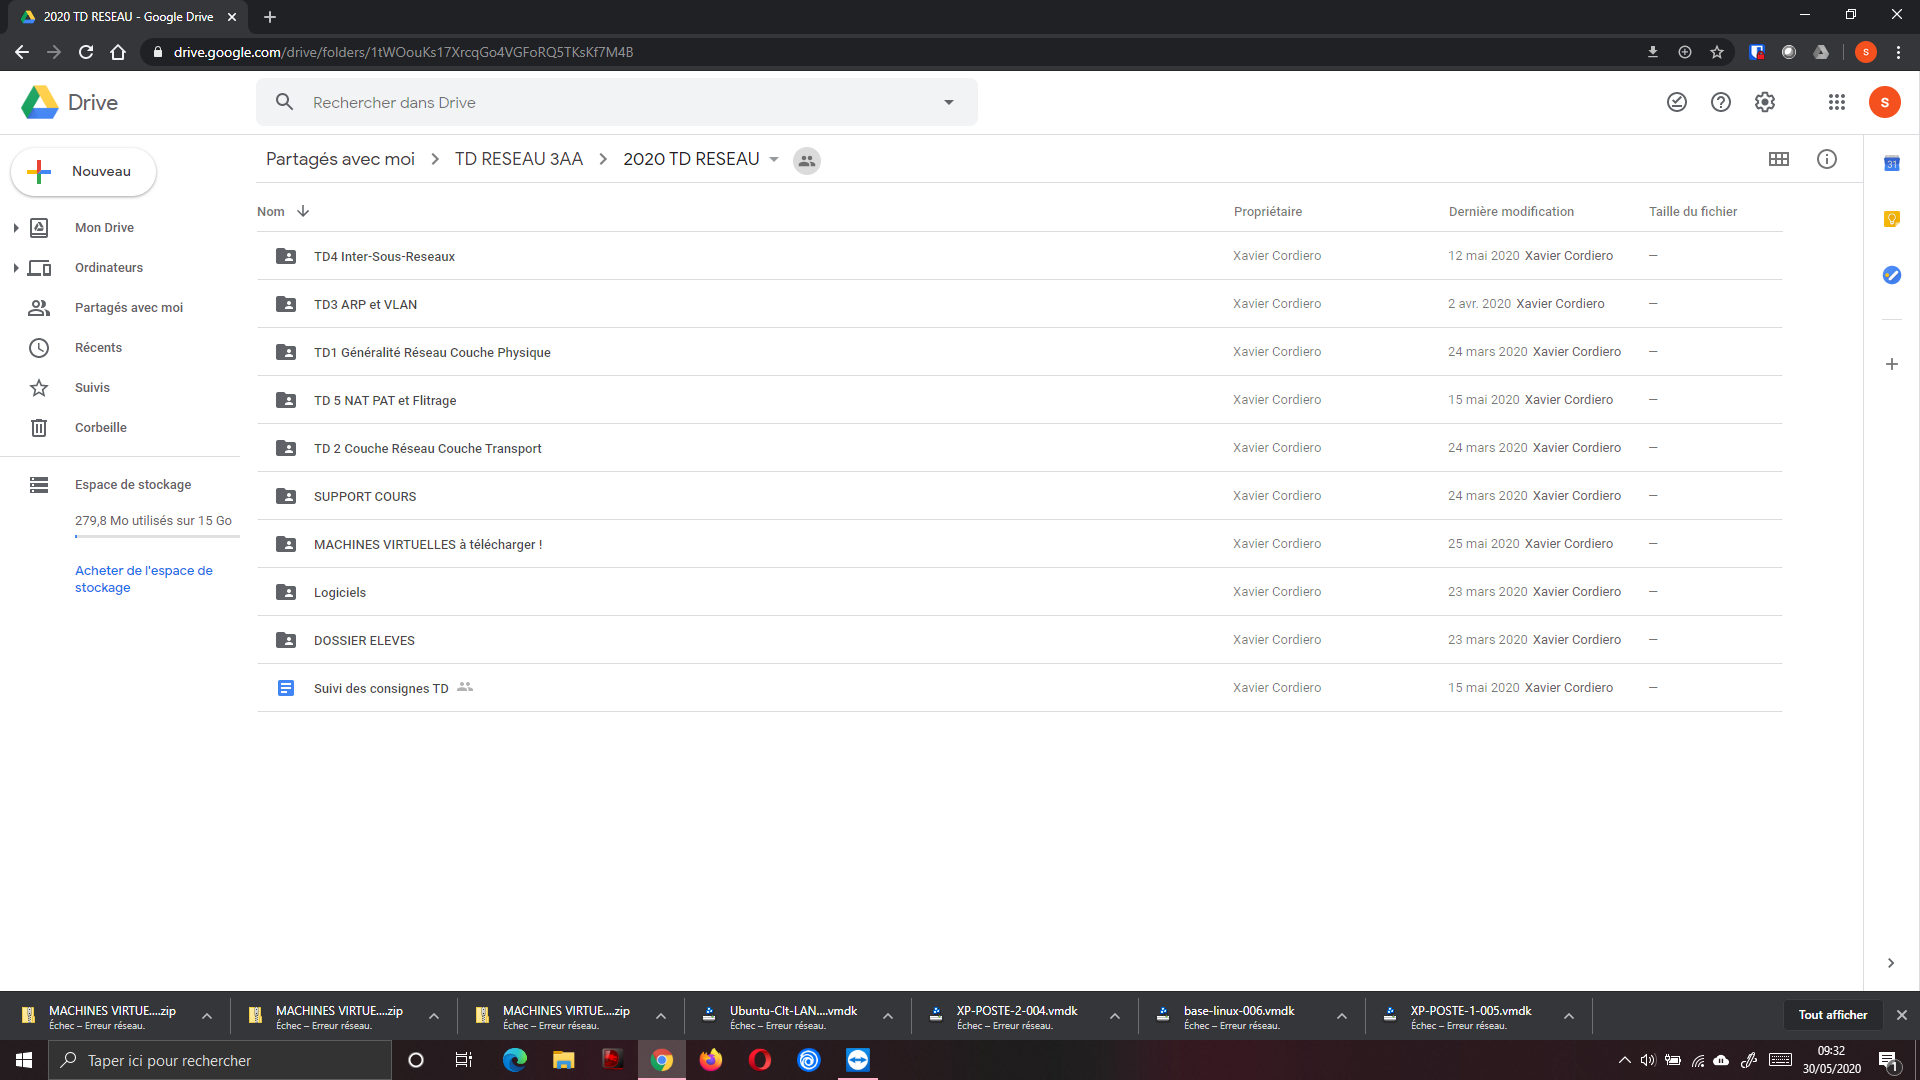 2020 TD RESEAU - Google Drive
drive.google.com/drive/folders/1tWOouKs17XrcqGo4VGFoRQ5TKsKf7M4B
S
Drive
Rechercher dans Drive
S
Nouveau
Partagés avec moi
TD RESEAU 3AA
2020 TD RESEAU
31
Mon Drive
Ordinateurs
Partagés avec moi
Récents
Suivis
Corbeille
Espace de stockage
279,8 Mo utilisés sur 15 Go
Acheter de l'espace de
stockage
Nom Propriétaire Dernière modification Taille du fichier
TD4 Inter-Sous-Reseaux Xavier Cordiero 12 mai 2020 Xavier Cordiero —
TD3 ARP et VLAN Xavier Cordiero 2 avr. 2020 Xavier Cordiero —
TD1 Généralité Réseau Couche Physique Xavier Cordiero 24 mars 2020 Xavier Cordiero —
TD 5 NAT PAT et Flitrage Xavier Cordiero 15 mai 2020 Xavier Cordiero —
TD 2 Couche Réseau Couche Transport Xavier Cordiero 24 mars 2020 Xavier Cordiero —
SUPPORT COURS Xavier Cordiero 24 mars 2020 Xavier Cordiero —
MACHINES VIRTUELLES à télécharger ! Xavier Cordiero 25 mai 2020 Xavier Cordiero —
Logiciels Xavier Cordiero 23 mars 2020 Xavier Cordiero —
DOSSIER ELEVES Xavier Cordiero 23 mars 2020 Xavier Cordiero —
Suivi des consignes TD Xavier Cordiero 15 mai 2020 Xavier Cordiero —
MACHINES VIRTUE....zip
Échec – Erreur réseau.
MACHINES VIRTUE....zip
Échec – Erreur réseau.
MACHINES VIRTUE....zip
Échec – Erreur réseau.
Ubuntu-Clt-LAN....vmdk
Échec – Erreur réseau.
XP-POSTE-2-004.vmdk
Échec – Erreur réseau.
base-linux-006.vmdk
Échec – Erreur réseau.
XP-POSTE-1-005.vmdk
Échec – Erreur réseau.
Tout afficher
Taper ici pour rechercher
09:32
30/05/2020
1